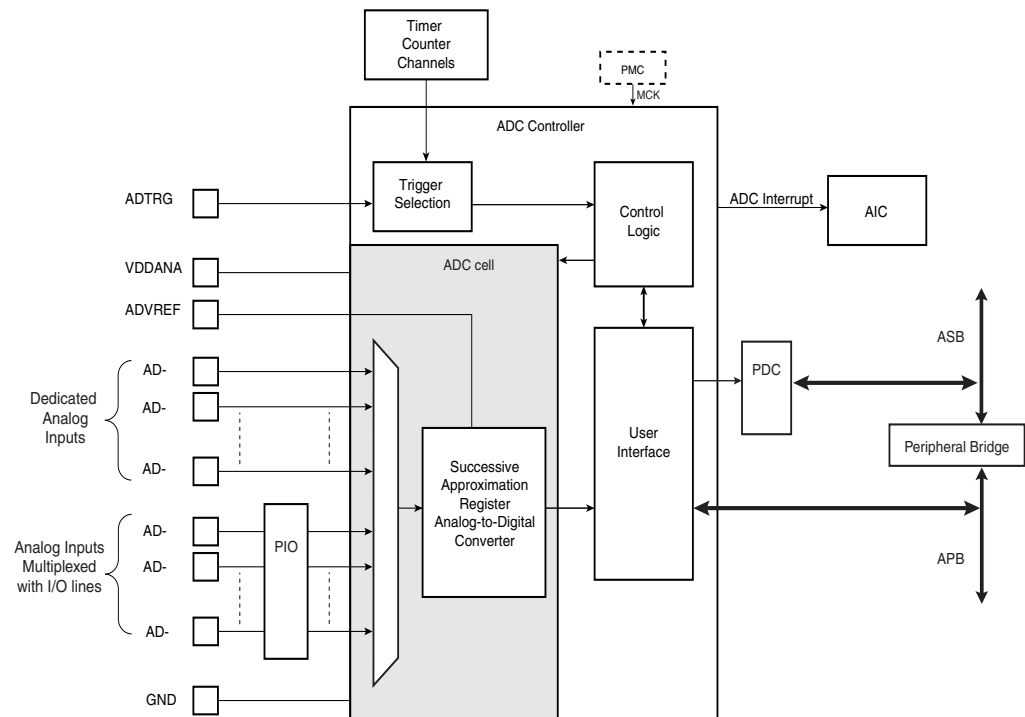 Timer
Counter
Channels
PMC
MCK
ADC Controller
ADTRG
Trigger
Selection
Control
Logic
ADC Interrupt
AIC
VDDANA
ADC cell
ADVREF
ASB
Dedicated
Analog
Inputs
AD-
AD-
AD-
PDC
User
Interface
Peripheral Bridge
Successive
Approximation
Register
Analog-to-Digital
Converter
Analog Inputs
Multiplexed
with I/O lines
AD-
AD-
AD-
PIO
APB
GND